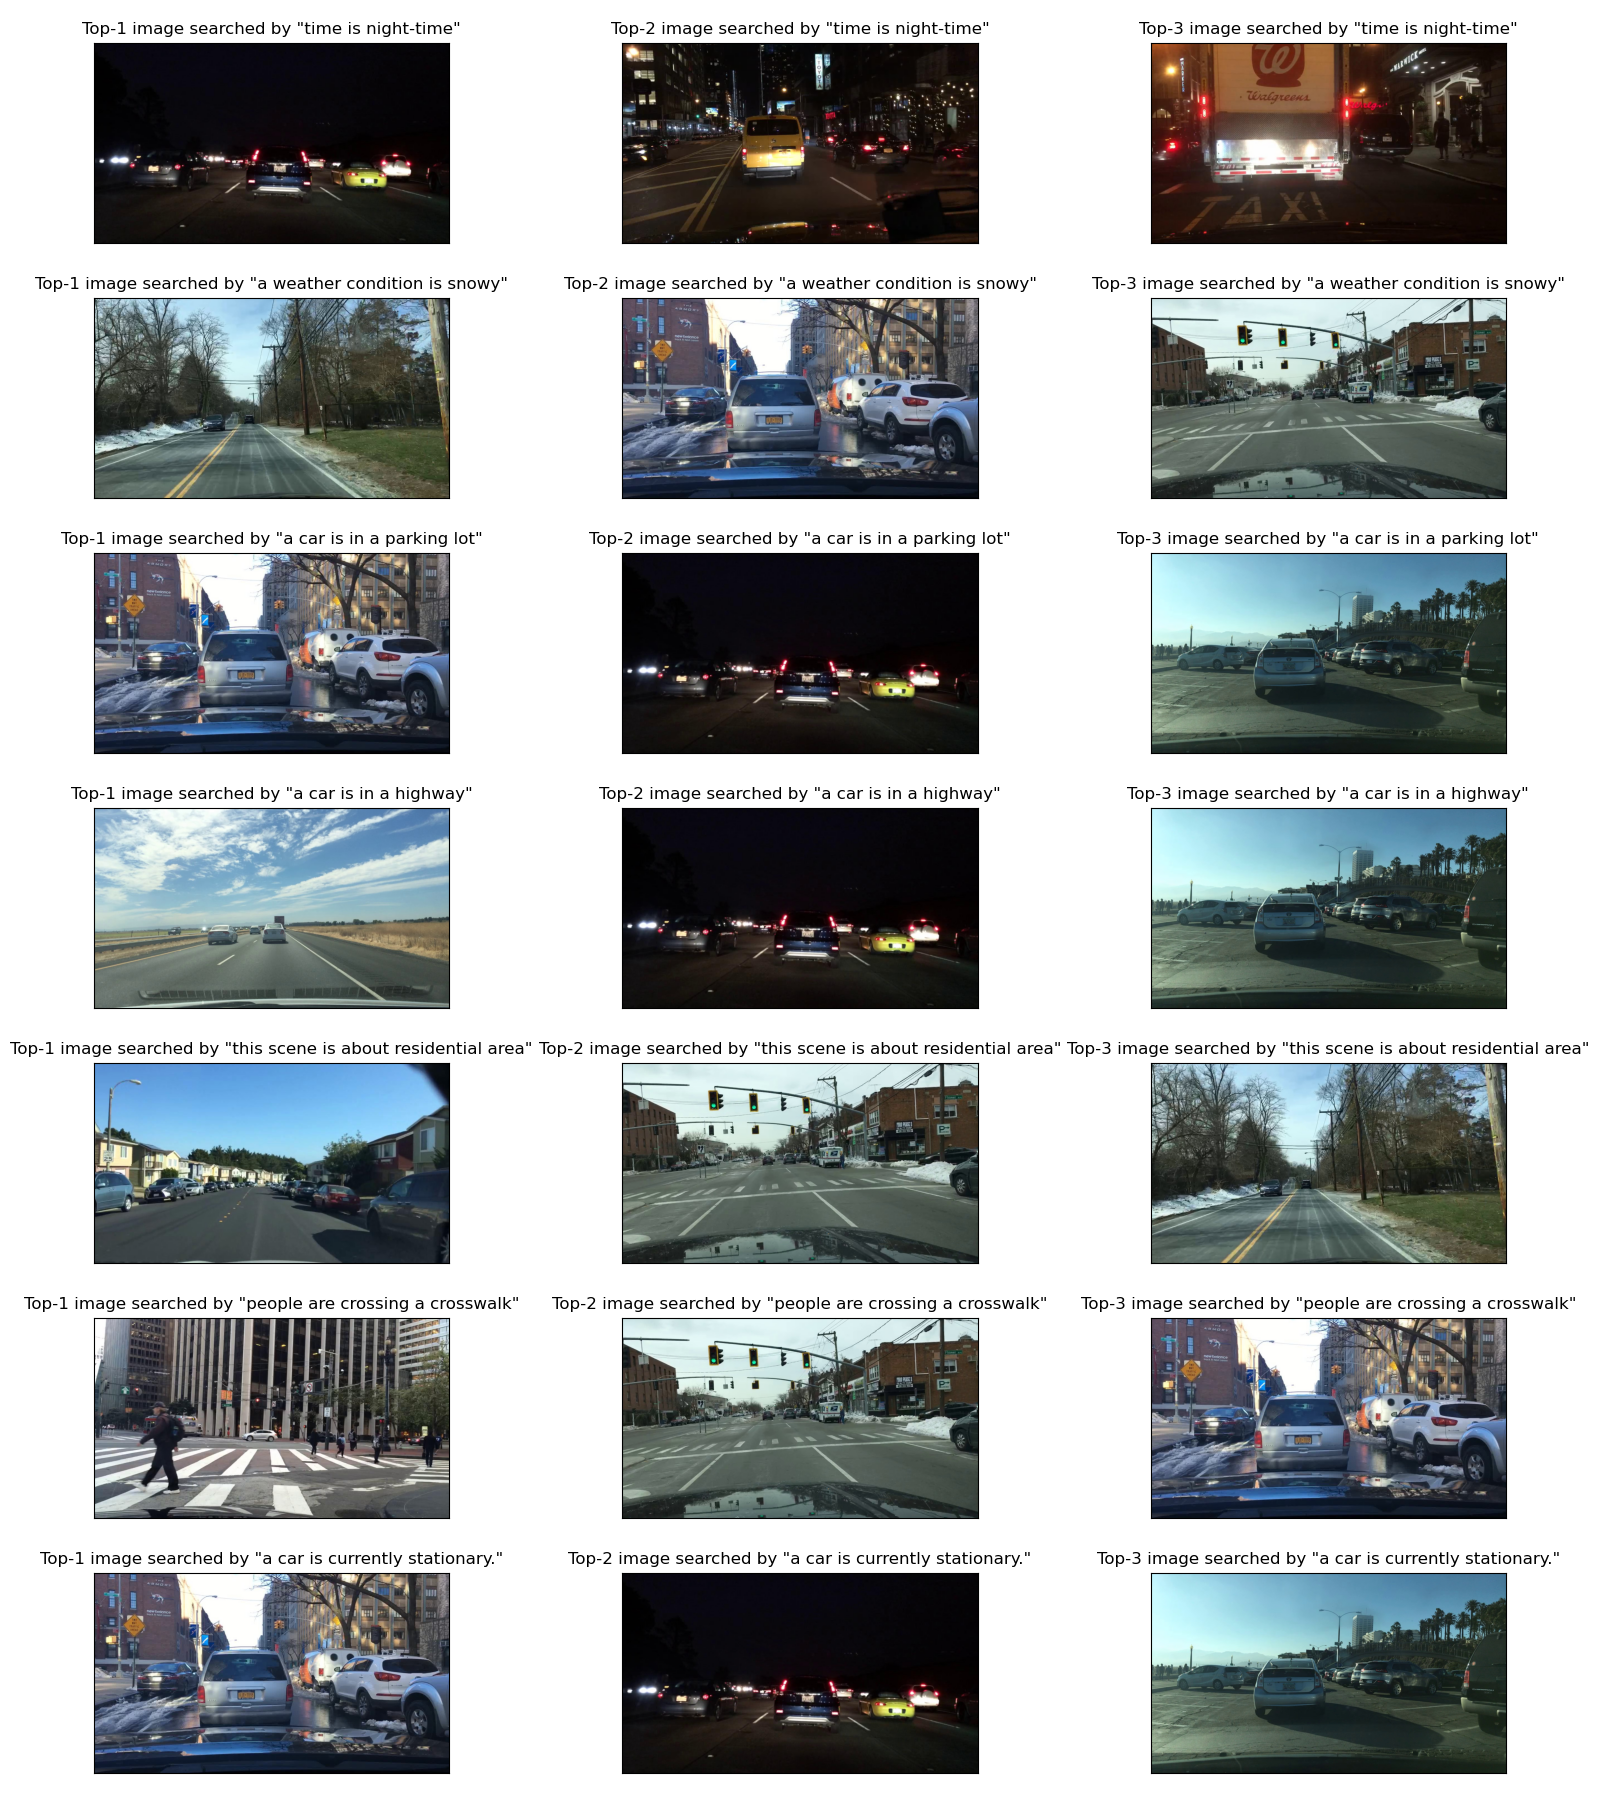 Top-1 image searched by "time is night-time"
Top-2 image searched by "time is night-time"
Top-3 image searched by "time is night-time"
Walgreens
TAXI
Top-1 image searched by "a weather condition is snowy"
Top-2 image searched by "a weather condition is snowy"
Top-3 image searched by "a weather condition is snowy"
Top-1 image searched by "a car is in a parking lot"
Top-2 image searched by "a car is in a parking lot"
Top-3 image searched by "a car is in a parking lot"
Top-1 image searched by "a car is in a highway"
Top-2 image searched by "a car is in a highway"
Top-3 image searched by "a car is in a highway"
Top-1 image searched by "this scene is about residential area"
Top-2 image searched by "this scene is about residential area"
Top-3 image searched by "this scene is about residential area"
Top-1 image searched by "people are crossing a crosswalk"
Top-2 image searched by "people are crossing a crosswalk"
Top-3 image searched by "people are crossing a crosswalk"
Top-1 image searched by "a car is currently stationary."
Top-2 image searched by "a car is currently stationary."
Top-3 image searched by "a car is currently stationary."